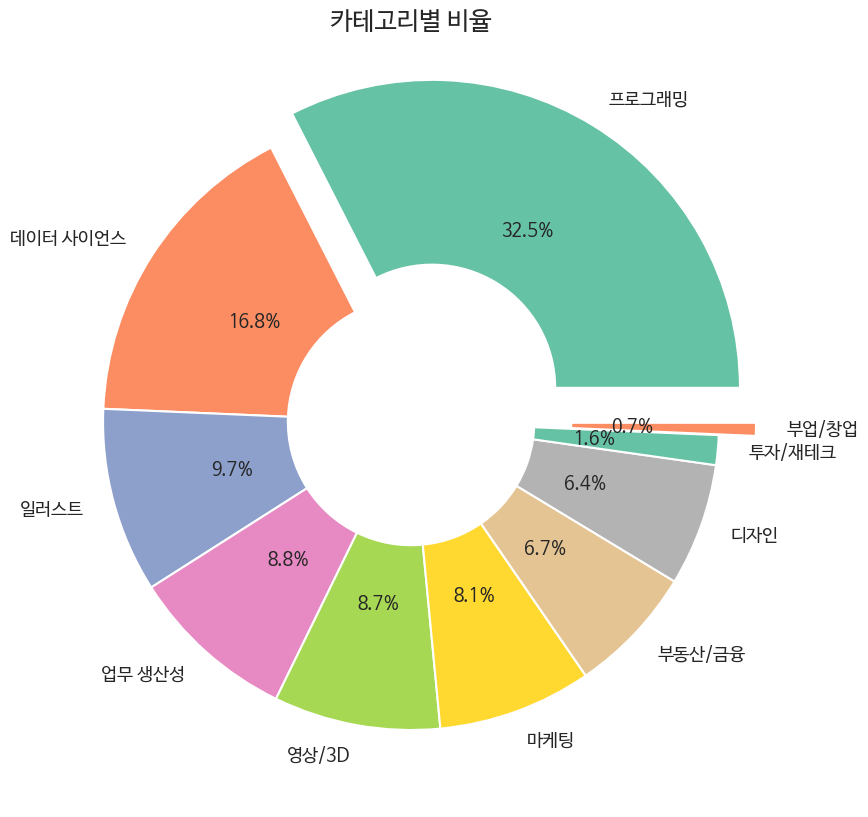 카테고리별 비율
프로그래밍
32.5%
데이터 사이언스
16.8%
일러스트
9.7%
업무 생산성
8.8%
영상/3D
8.7%
마케팅
8.1%
부동산/금융
6.7%
디자인
6.4%
투자/재테크
1.6%
부업/창업
0.7%